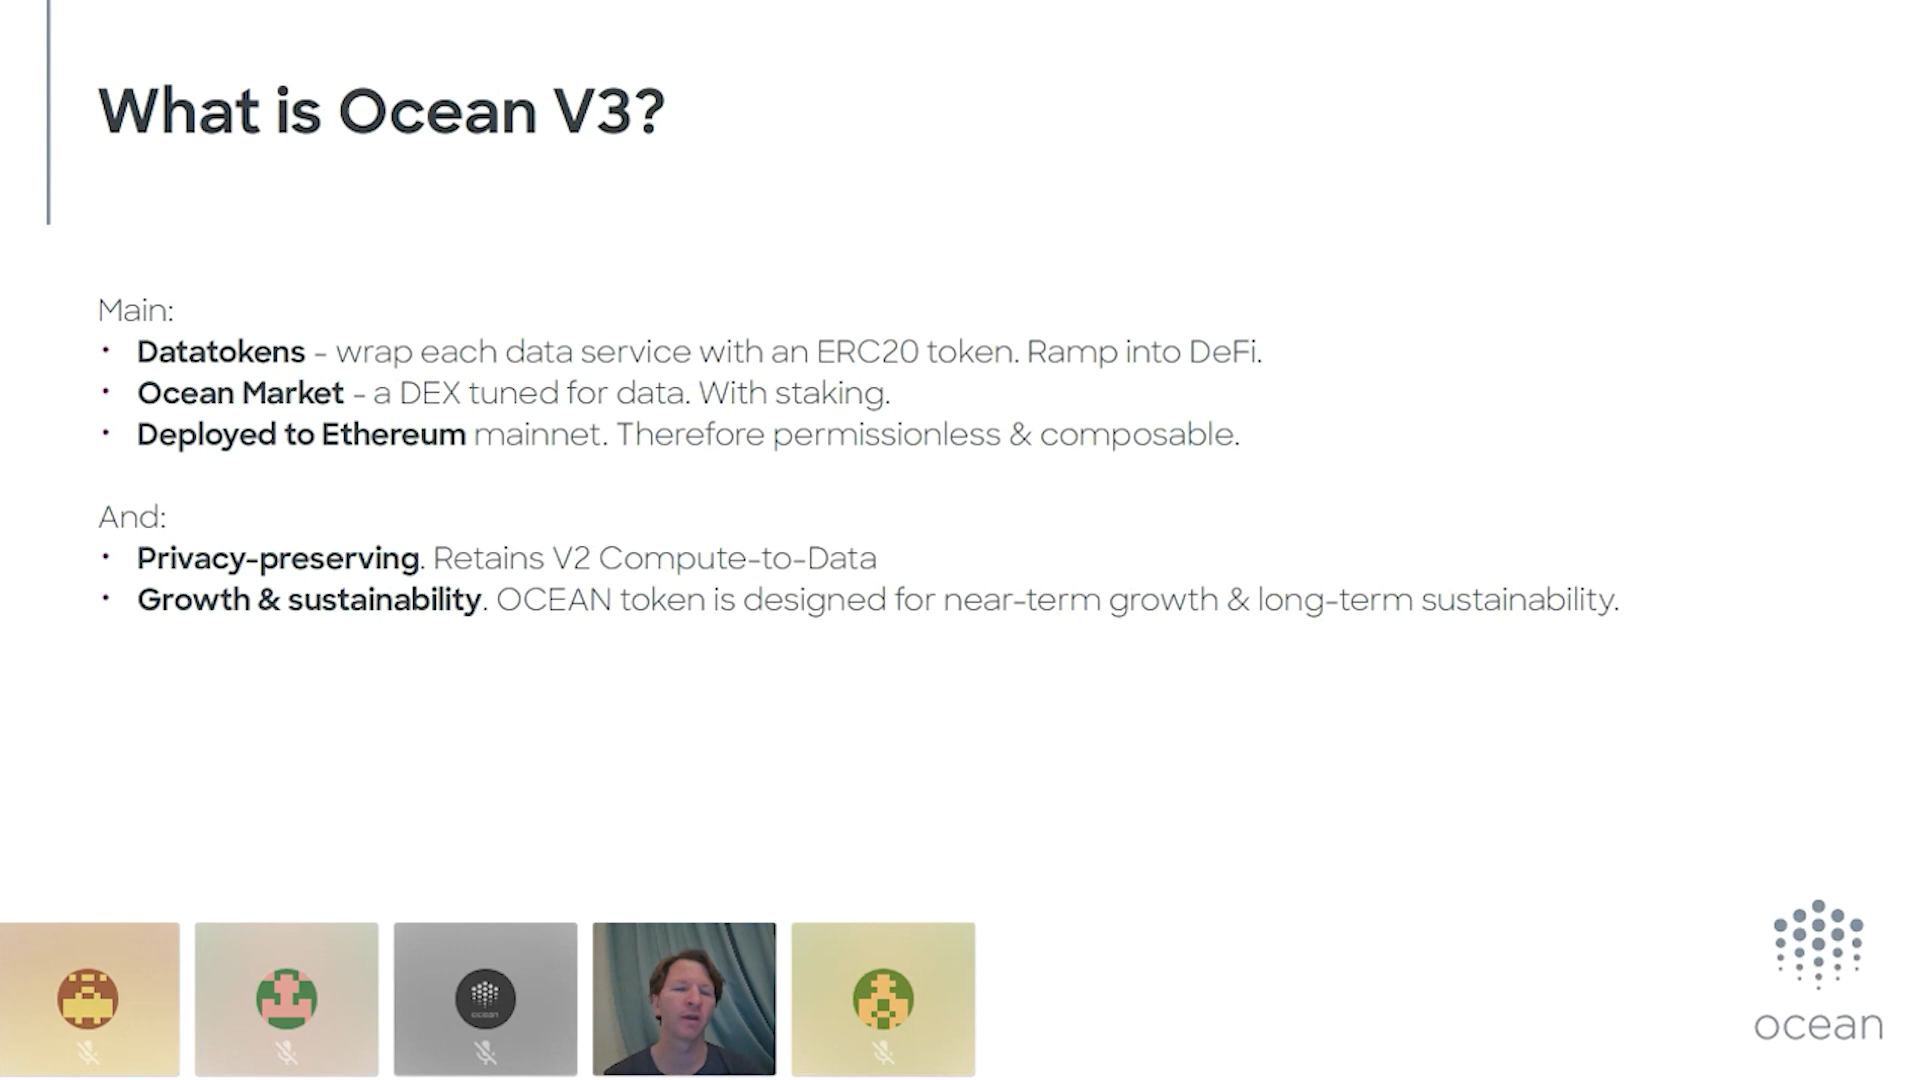 What is Ocean V3?
Main:
• Datatokens – wrap each data service with an ERC20 token. Ramp into DeFi.
• Ocean Market – a DEX tuned for data. With staking.
• Deployed to Ethereum mainnet. Therefore permissionless & composable.
And:
• Privacy-preserving. Retains V2 Compute-to-Data
• Growth & sustainability. OCEAN token is designed for near-term growth & long-term sustainability.
ocean
ocean